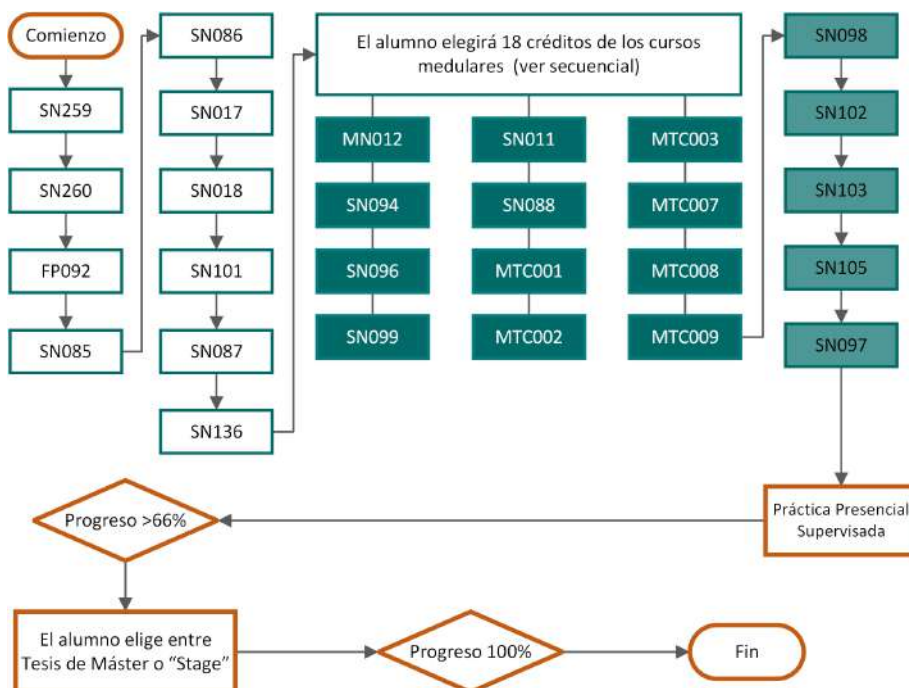 Comienzo
SN259
SN260
FP092
SN085
SN086
SN017
SN018
SN101
SN087
SN136
El alumno elegirá 18 créditos de los cursos
medulares (ver secuencial)
MN012
SN094
SN096
SN099
SN011
SN088
MTC001
MTC002
MTC003
MTC007
MTC008
MTC009
SN098
SN102
SN103
SN105
SN097
Práctica Presencial
Supervisada
Progreso >66%
El alumno elige entre
Tesis de Máster o “Stage”
Progreso 100%
Fin